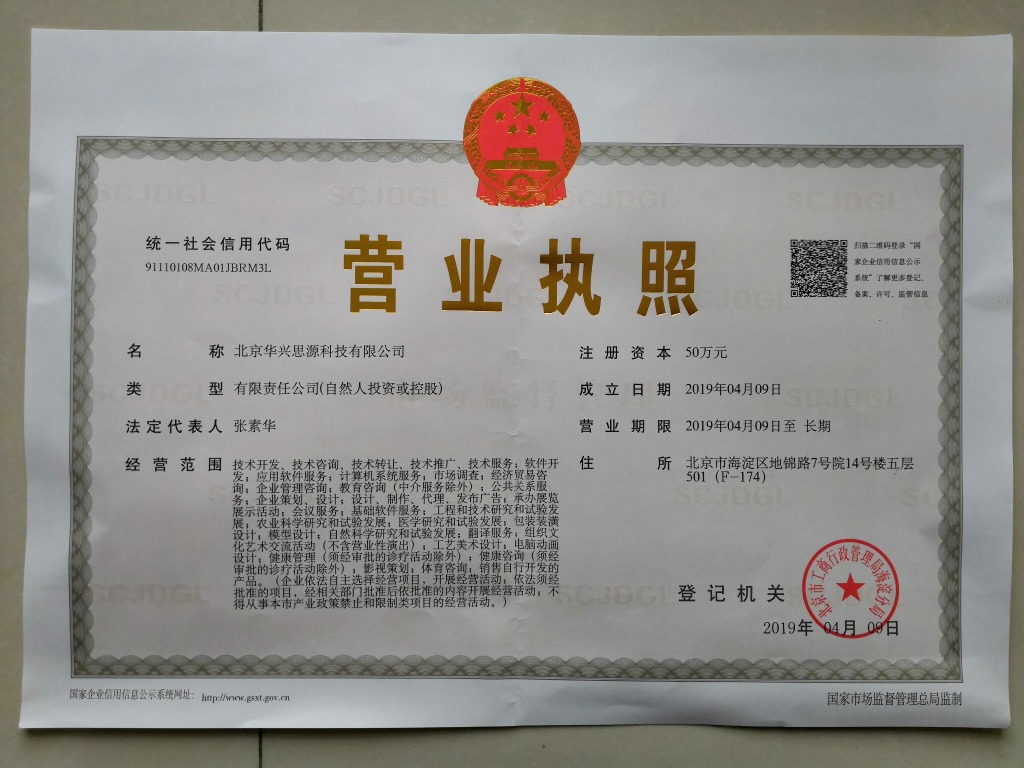 统一社会信用代码
91110108MA01JBRM3L
营业执照
扫描二维码登录“国
家企业信用信息公示
系统”了解更多登记、
备案、许可、监管信息
名 称 北京华兴思源科技有限公司
类 型 有限责任公司(自然人投资或控股)
法定代表人 张素华
经营范围 技术开发、技术咨询、技术转让、技术推广、技术服务；软件开
发；应用软件服务；计算机系统服务；市场调查；经济贸易咨
询；企业管理咨询；教育咨询（中介服务除外）；公共关系服
务；企业策划、设计；设计、制作、代理、发布广告；承办展览
展示活动；会议服务；基础软件服务；工程和技术研究和试验发
展；农业科学研究和试验发展；医学研究和试验发展；包装装潢
设计；模型设计；自然科学研究和试验发展；翻译服务；组织文
化艺术交流活动（不含营业性演出）；工艺美术设计；电脑动画
设计；健康管理（须经审批的诊疗活动除外）；健康咨询（须经
审批的诊疗活动除外）；影视策划；体育咨询；销售自行开发的
产品。（企业依法自主选择经营项目，开展经营活动；依法须经
批准的项目，经相关部门批准后依批准的内容开展经营活动；不
得从事本市产业政策禁止和限制类项目的经营活动。）
注册资本 50万元
成立日期 2019年04月09日
营业期限 2019年04月09日至 长期
住 所 北京市海淀区地锦路7号院14号楼五层
501（F-174）
登记机关
北京市工商行政管理局海淀分局
2019年 04月 09日
国家企业信用信息公示系统网址： http://www.gsxt.gov.cn
国家市场监督管理总局监制